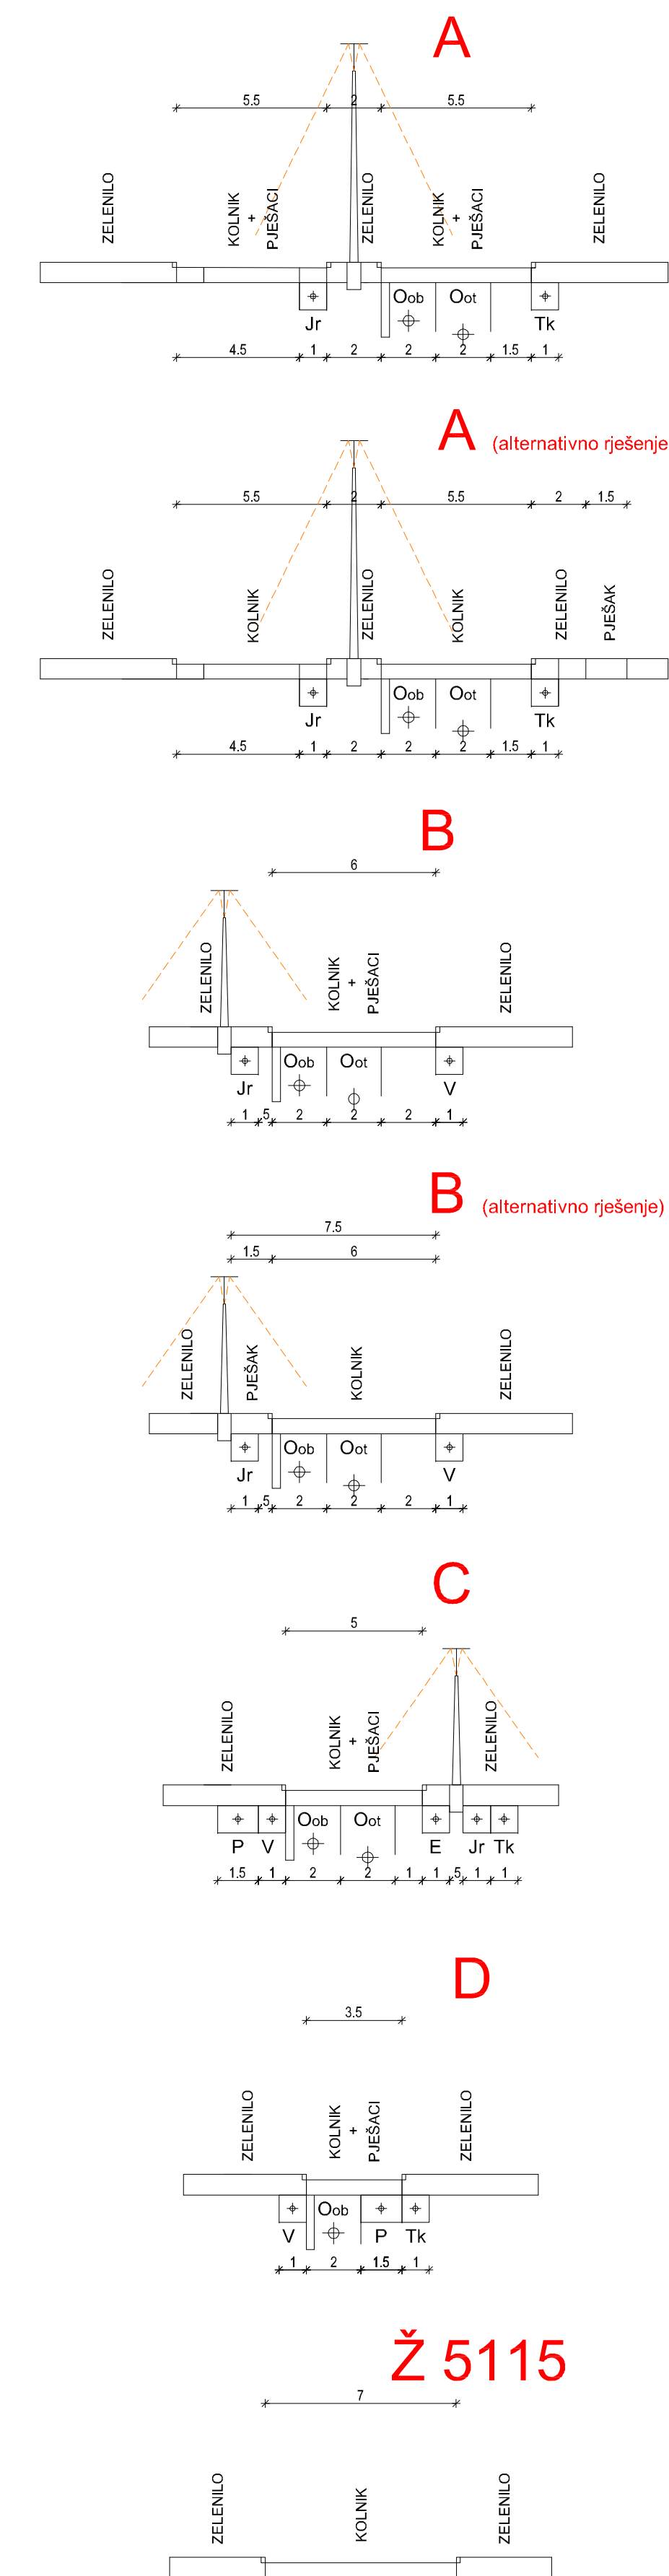 A
5.5 2 5.5
ZELENILO
KOLNIK
+
PJEŠACI
ZELENILO
KOLNIK
+
PJEŠACI
ZELENILO
Jr Oob Oot Tk
4.5 1 2 2 2 1.5 1
A (alternativno rješenje
5.5 2 5.5 2 1.5
ZELENILO
KOLNIK
ZELENILO
KOLNIK
ZELENILO
PJEŠAK
Jr Oob Oot Tk
4.5 1 2 2 2 1.5 1
B
6
ZELENILO
KOLNIK
+
PJEŠACI
ZELENILO
Jr Oob Oot V
1 .5 2 2 2 1
B (alternativno rješenje)
7.5
1.5 6
ZELENILO
PJEŠAK
KOLNIK
ZELENILO
Jr Oob Oot V
1 .5 2 2 2 1
C
5
ZELENILO
KOLNIK
+
PJEŠACI
ZELENILO
P V Oob Oot E Jr Tk
1.5 1 2 2 1 1 .5 1 1
D
3.5
ZELENILO
KOLNIK
+
PJEŠACI
ZELENILO
V Oob P Tk
1 2 1.5 1
Ž 5115
7
ZELENILO
KOLNIK
ZELENILO